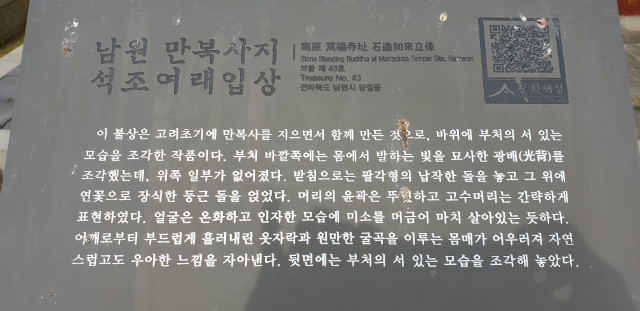 남원 만복사지
석조여래입상
南原 萬福寺址 石造如來立像
Stone Standing Buddha at Manboksa Temple Site, Namwon
보물 제 43호
Treasure No. 43
전라북도 남원시 왕정동
문화재청
이 불상은 고려초기에 만복사를 지으면서 함께 만든 것으로, 바위에 부처의 서 있는
모습을 조각한 작품이다. 부처 바깥쪽에는 몸에서 발하는 빛을 묘사한 광배(光背)를
조각했는데, 위쪽 일부가 없어졌다. 받침으로는 팔각형의 납작한 돌을 놓고 그 위에
연꽃으로 장식한 둥근 돌을 얹었다. 머리의 윤곽은 뚜렷하고 고수머리는 간략하게
표현하였다. 얼굴은 온화하고 인자한 모습에 미소를 머금어 마치 살아있는 듯하다.
어깨로부터 부드럽게 흘러내린 옷자락과 원만한 굴곡을 이루는 몸매가 어우러져 자연
스럽고도 우아한 느낌을 자아낸다. 뒷면에는 부처의 서 있는 모습을 조각해 놓았다.